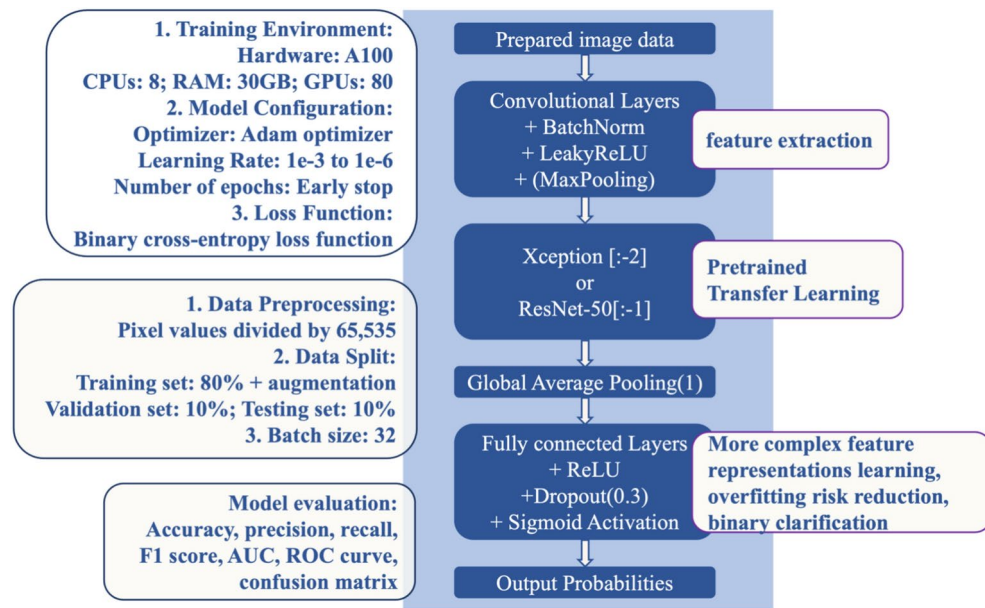 1. Training Environment:
Hardware: A100
CPUs: 8; RAM: 30GB; GPUs: 80
2. Model Configuration:
Optimizer: Adam optimizer
Learning Rate: 1e-3 to 1e-6
Number of epochs: Early stop
3. Loss Function:
Binary cross-entropy loss function
1. Data Preprocessing:
Pixel values divided by 65,535
2. Data Split:
Training set: 80% + augmentation
Validation set: 10%; Testing set: 10%
3. Batch size: 32
Model evaluation:
Accuracy, precision, recall,
F1 score, AUC, ROC curve,
confusion matrix
Prepared image data
Convolutional Layers
+ BatchNorm
+ LeakyReLU
+ (MaxPooling)
feature extraction
Xception [:-2]
or
ResNet-50[:-1]
Pretrained
Transfer Learning
Global Average Pooling(1)
Fully connected Layers
+ ReLU
+Dropout(0.3)
+ Sigmoid Activation
More complex feature
representations learning,
overfitting risk reduction,
binary clarification
Output Probabilities